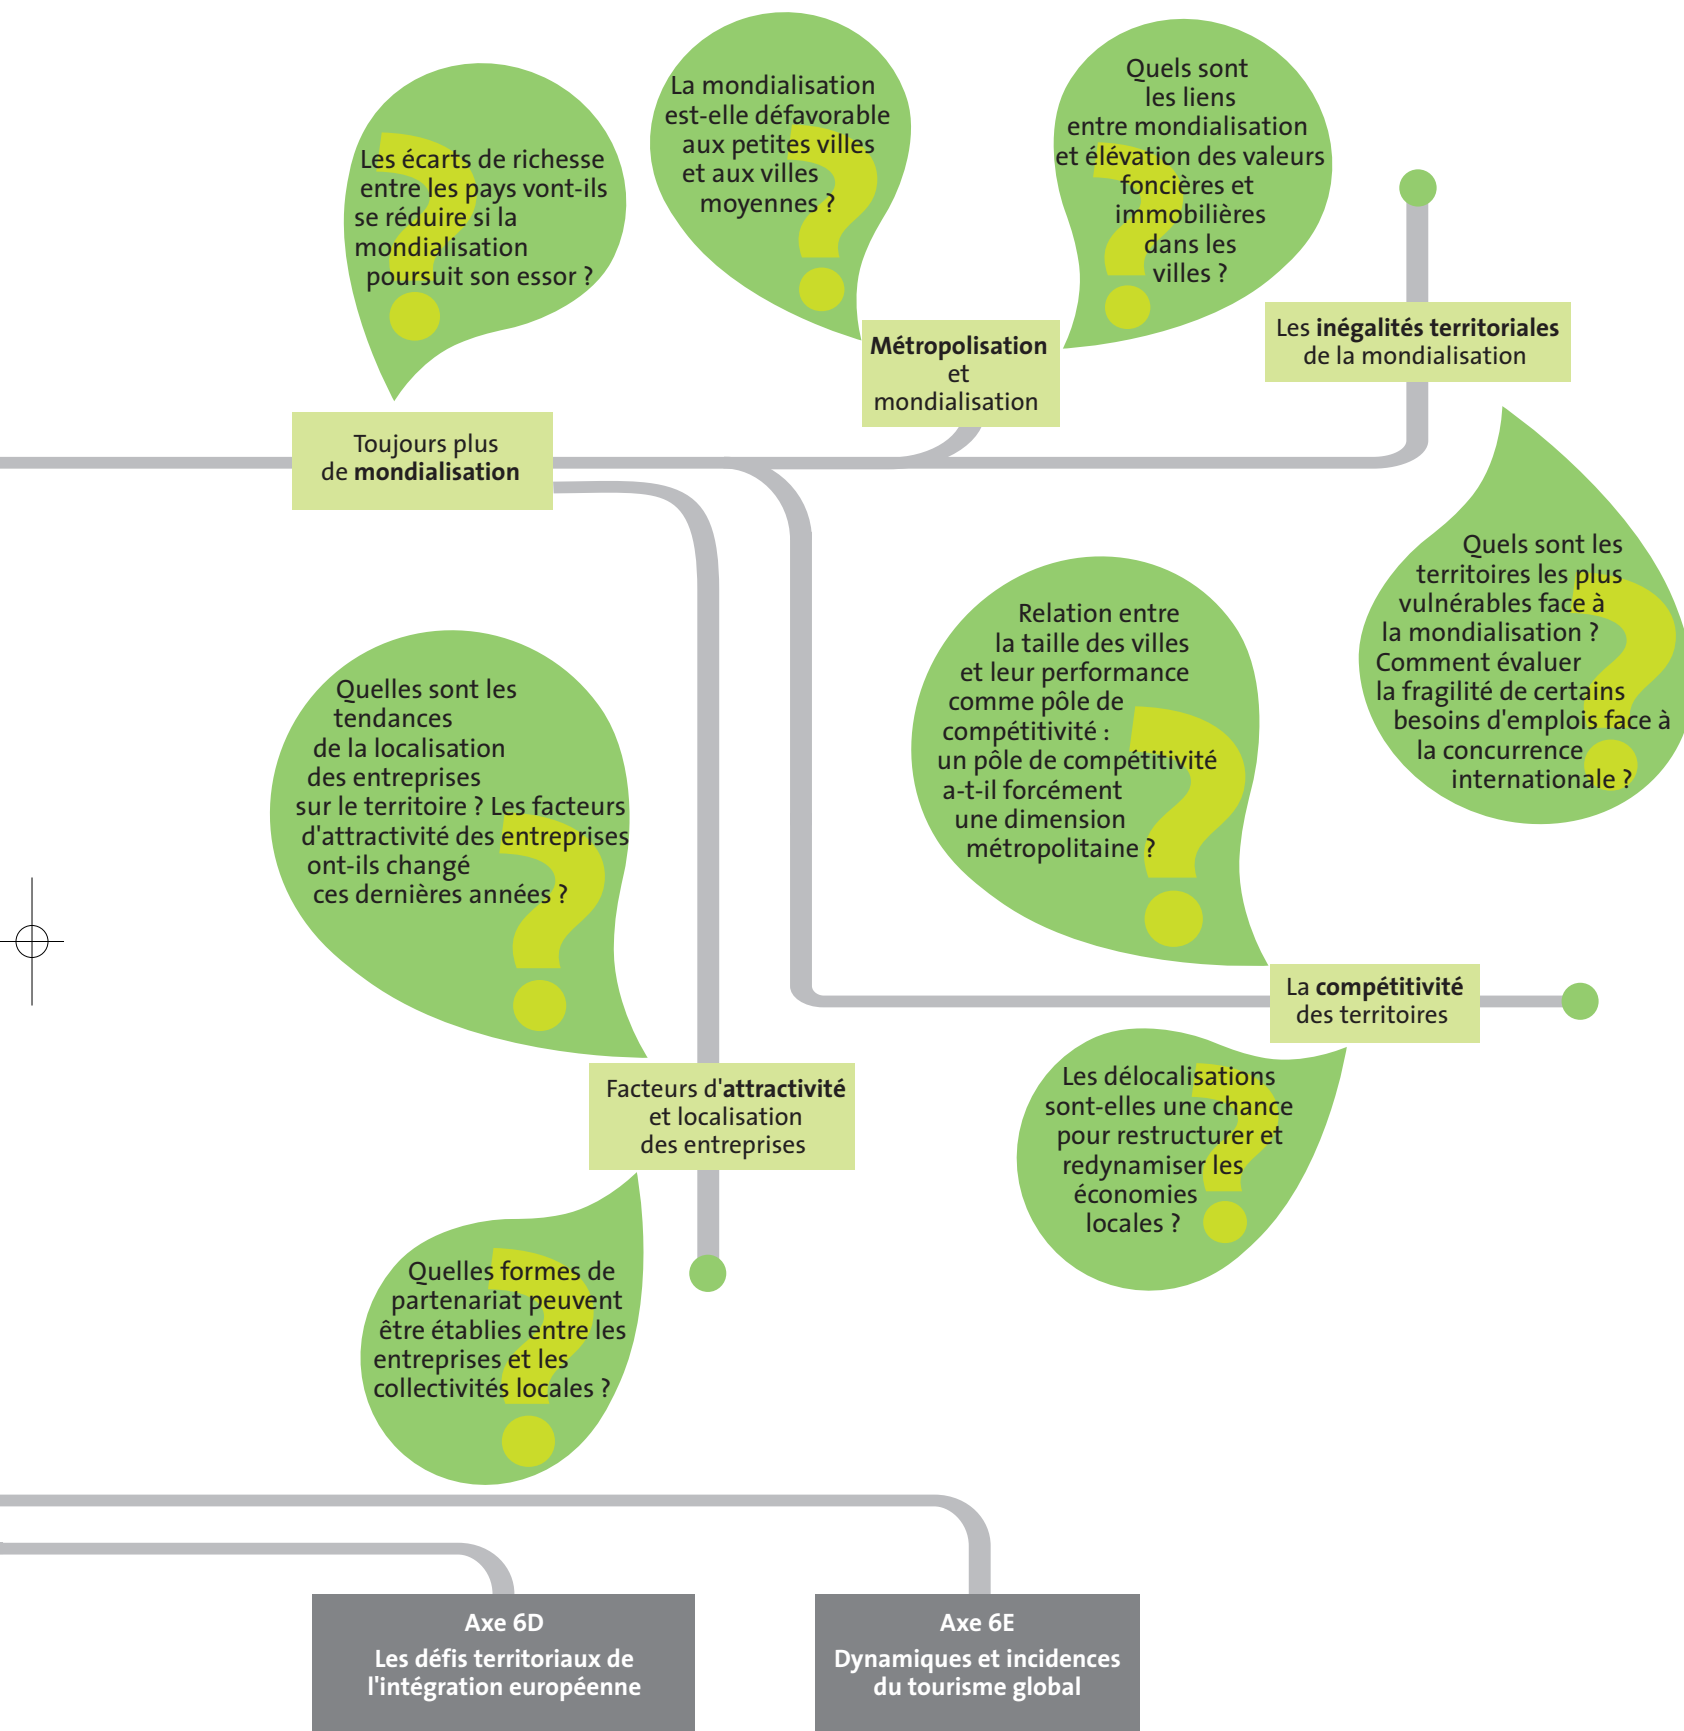 Les écarts de richesse
entre les pays vont-ils
se réduire si la
mondialisation
poursuit son essor ?
La mondialisation
est-elle défavorable
aux petites villes
et aux villes
moyennes ?
Quels sont
les liens
entre mondialisation
et élévation des valeurs
foncières et
immobilières
dans les
villes ?
Métropolisation
et
mondialisation
Les inégalités territoriales
de la mondialisation
Toujours plus
de mondialisation
Quels sont les
territoires les plus
vulnérables face à
la mondialisation ?
Comment évaluer
la fragilité de certains
besoins d'emplois face à
la concurrence
internationale ?
Relation entre
la taille des villes
et leur performance
comme pôle de
compétitivité :
un pôle de compétitivité
a-t-il forcément
une dimension
métropolitaine ?
Quelles sont les
tendances
de la localisation
des entreprises
sur le territoire ? Les facteurs
d'attractivité des entreprises
ont-ils changé
ces dernières années ?
La compétitivité
des territoires
Facteurs d'attractivité
et localisation
des entreprises
Les délocalisations
sont-elles une chance
pour restructurer et
redynamiser les
économies
locales ?
Quelles formes de
partenariat peuvent
être établies entre les
entreprises et les
collectivités locales ?
Axe 6D
Les défis territoriaux de
l'intégration européenne
Axe 6E
Dynamiques et incidences
du tourisme global